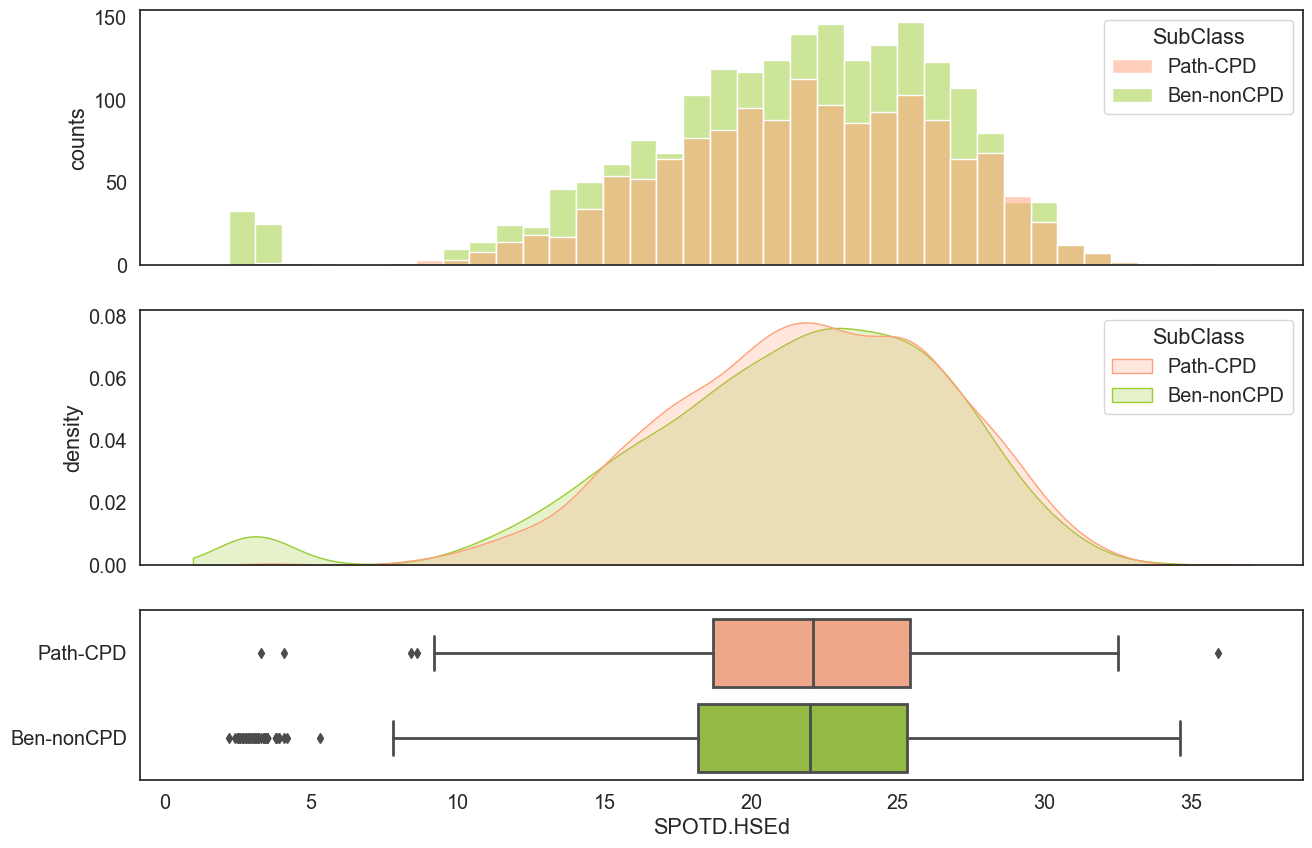 150
100
50
0
counts
SubClass
Path-CPD
Ben-nonCPD
0.08
0.06
0.04
0.02
0.00
density
SubClass
Path-CPD
Ben-nonCPD
Path-CPD
Ben-nonCPD
0 5 10 15 20 25 30 35
SPOTD.HSEd